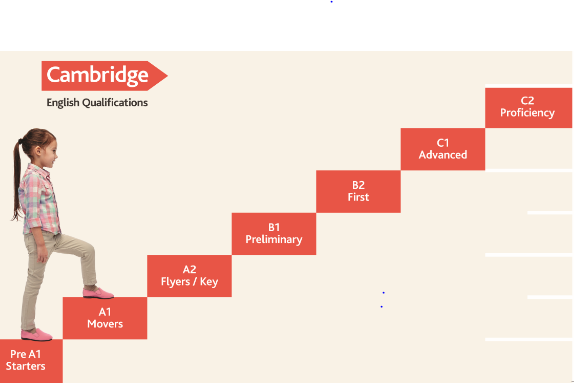 Cambridge
English Qualifications
C2
Proficiency
C1
Advanced
B2
First
B1
Preliminary
A2
Flyers / Key
A1
Movers
Pre A1
Starters